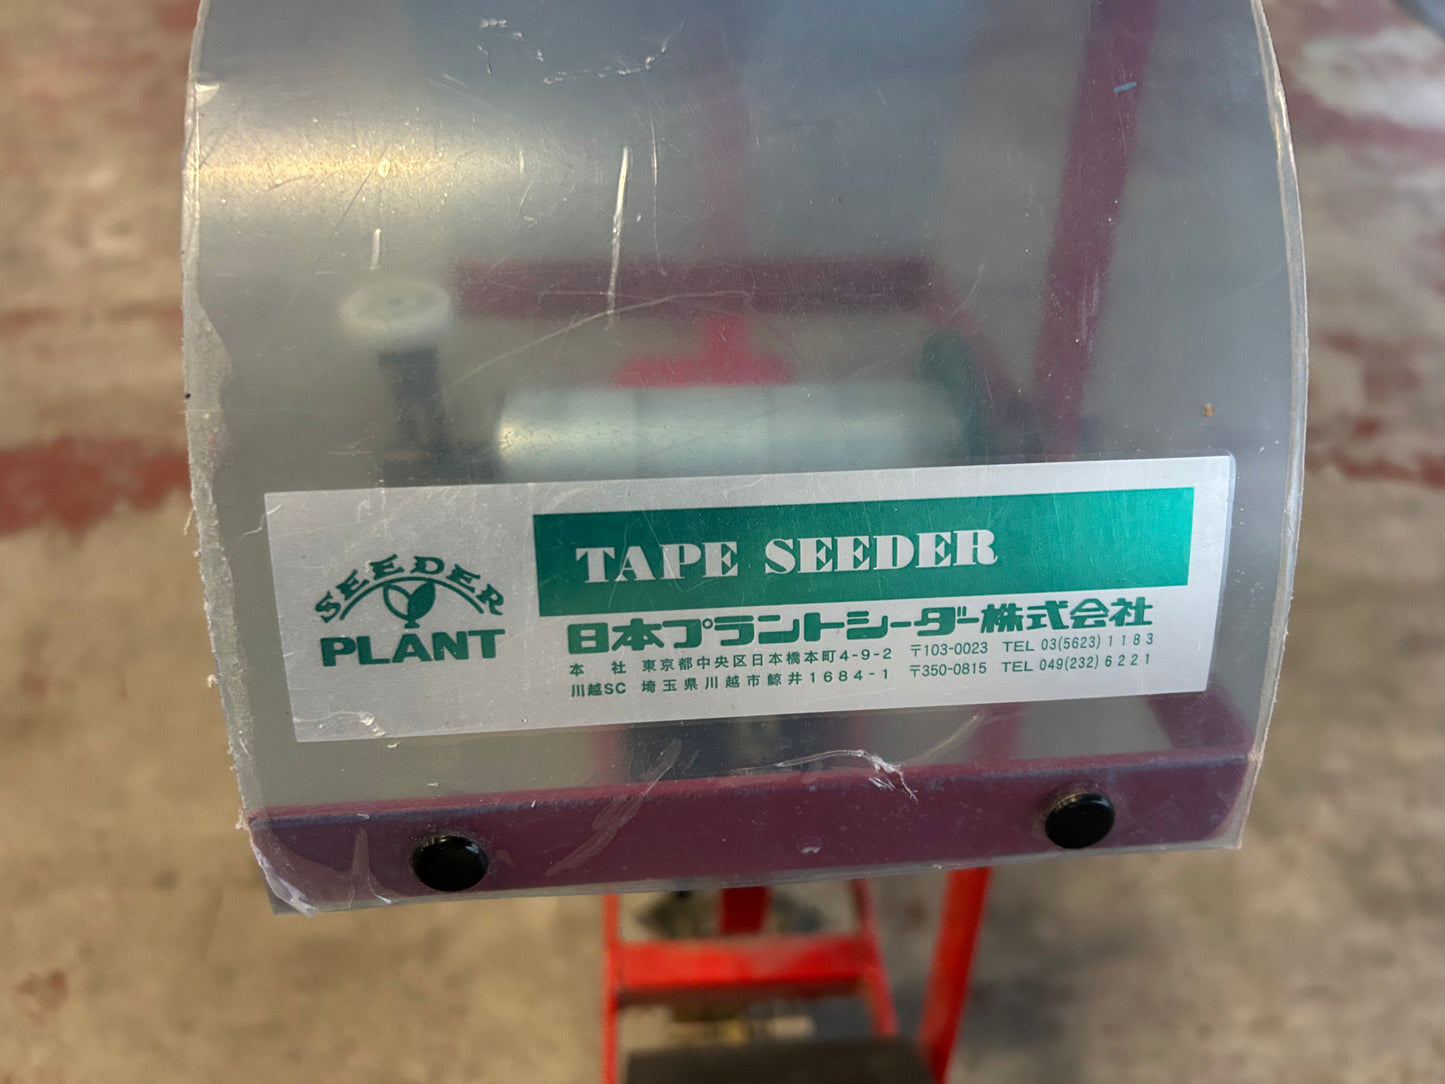 SEEDER
PLANT
TAPE SEEDER
日本プラントシーダー株式会社
本　社　東京都中央区日本橋本町4-9-2　〒103-0023　TEL 03(5623)1183
川越SC　埼玉県川越市鯨井1684-1　〒350-0815　TEL 049(232)6221